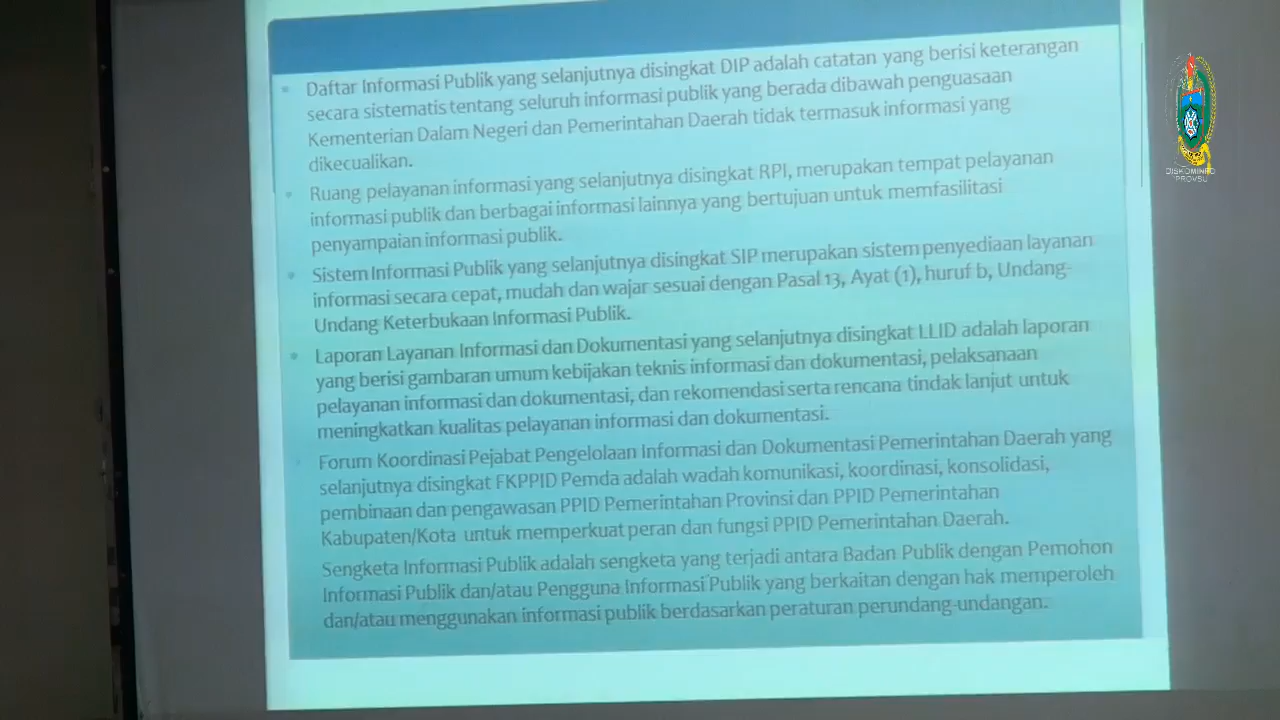 Daftar Informasi Publik yang selanjutnya disingkat DIP adalah catatan yang berisi keterangan
secara sistematis tentang seluruh informasi publik yang berada dibawah penguasaan
Kementerian Dalam Negeri dan Pemerintahan Daerah tidak termasuk informasi yang
dikecualikan.
Ruang pelayanan informasi yang selanjutnya disingkat RPI, merupakan tempat pelayanan
informasi publik dan berbagai informasi lainnya yang bertujuan untuk memfasilitasi
penyampaian informasi publik.
Sistem Informasi Publik yang selanjutnya disingkat SIP merupakan sistem penyediaan layanan
informasi secara cepat, mudah dan wajar sesuai dengan Pasal 13, Ayat (1), huruf b, Undang-
Undang Keterbukaan Informasi Publik.
Laporan Layanan Informasi dan Dokumentasi yang selanjutnya disingkat LLID adalah laporan
yang berisi gambaran umum kebijakan teknis informasi dan dokumentasi, pelaksanaan
pelayanan informasi dan dokumentasi, dan rekomendasi serta rencana tindak lanjut untuk
meningkatkan kualitas pelayanan informasi dan dokumentasi.
Forum Koordinasi Pejabat Pengelolaan Informasi dan Dokumentasi Pemerintahan Daerah yang
selanjutnya disingkat FKPPID Pemda adalah wadah komunikasi, koordinasi, konsolidasi,
pembinaan dan pengawasan PPID Pemerintahan Provinsi dan PPID Pemerintahan
Kabupaten/Kota untuk memperkuat peran dan fungsi PPID Pemerintahan Daerah.
Sengketa Informasi Publik adalah sengketa yang terjadi antara Badan Publik dengan Pemohon
Informasi Publik dan/atau Pengguna Informasi Publik yang berkaitan dengan hak memperoleh
dan/atau menggunakan informasi publik berdasarkan peraturan perundang-undangan.
DISKOMINFO
PROVSU